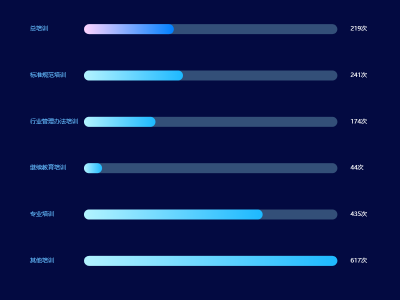 总培训 219次
标准规范培训 241次
行业管理办法培训 174次
继续教育培训 44次
专业培训 435次
其他培训 617次